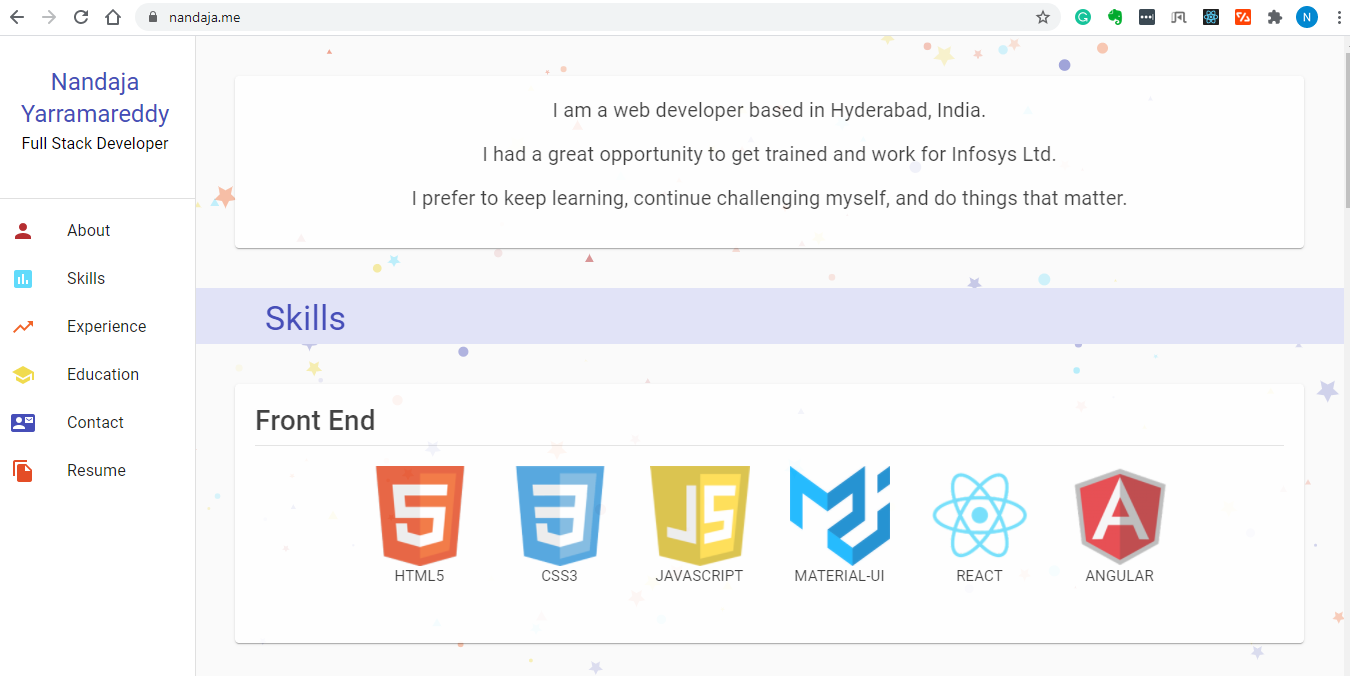 nandaja.me
N
Nandaja
Yarramareddy
Full Stack Developer
About
Skills
Experience
Education
Contact
Resume
I am a web developer based in Hyderabad, India.
I had a great opportunity to get trained and work for Infosys Ltd.
I prefer to keep learning, continue challenging myself, and do things that matter.
Skills
Front End
5
3
JS
A
HTML5
CSS3
JAVASCRIPT
MATERIAL-UI
REACT
ANGULAR